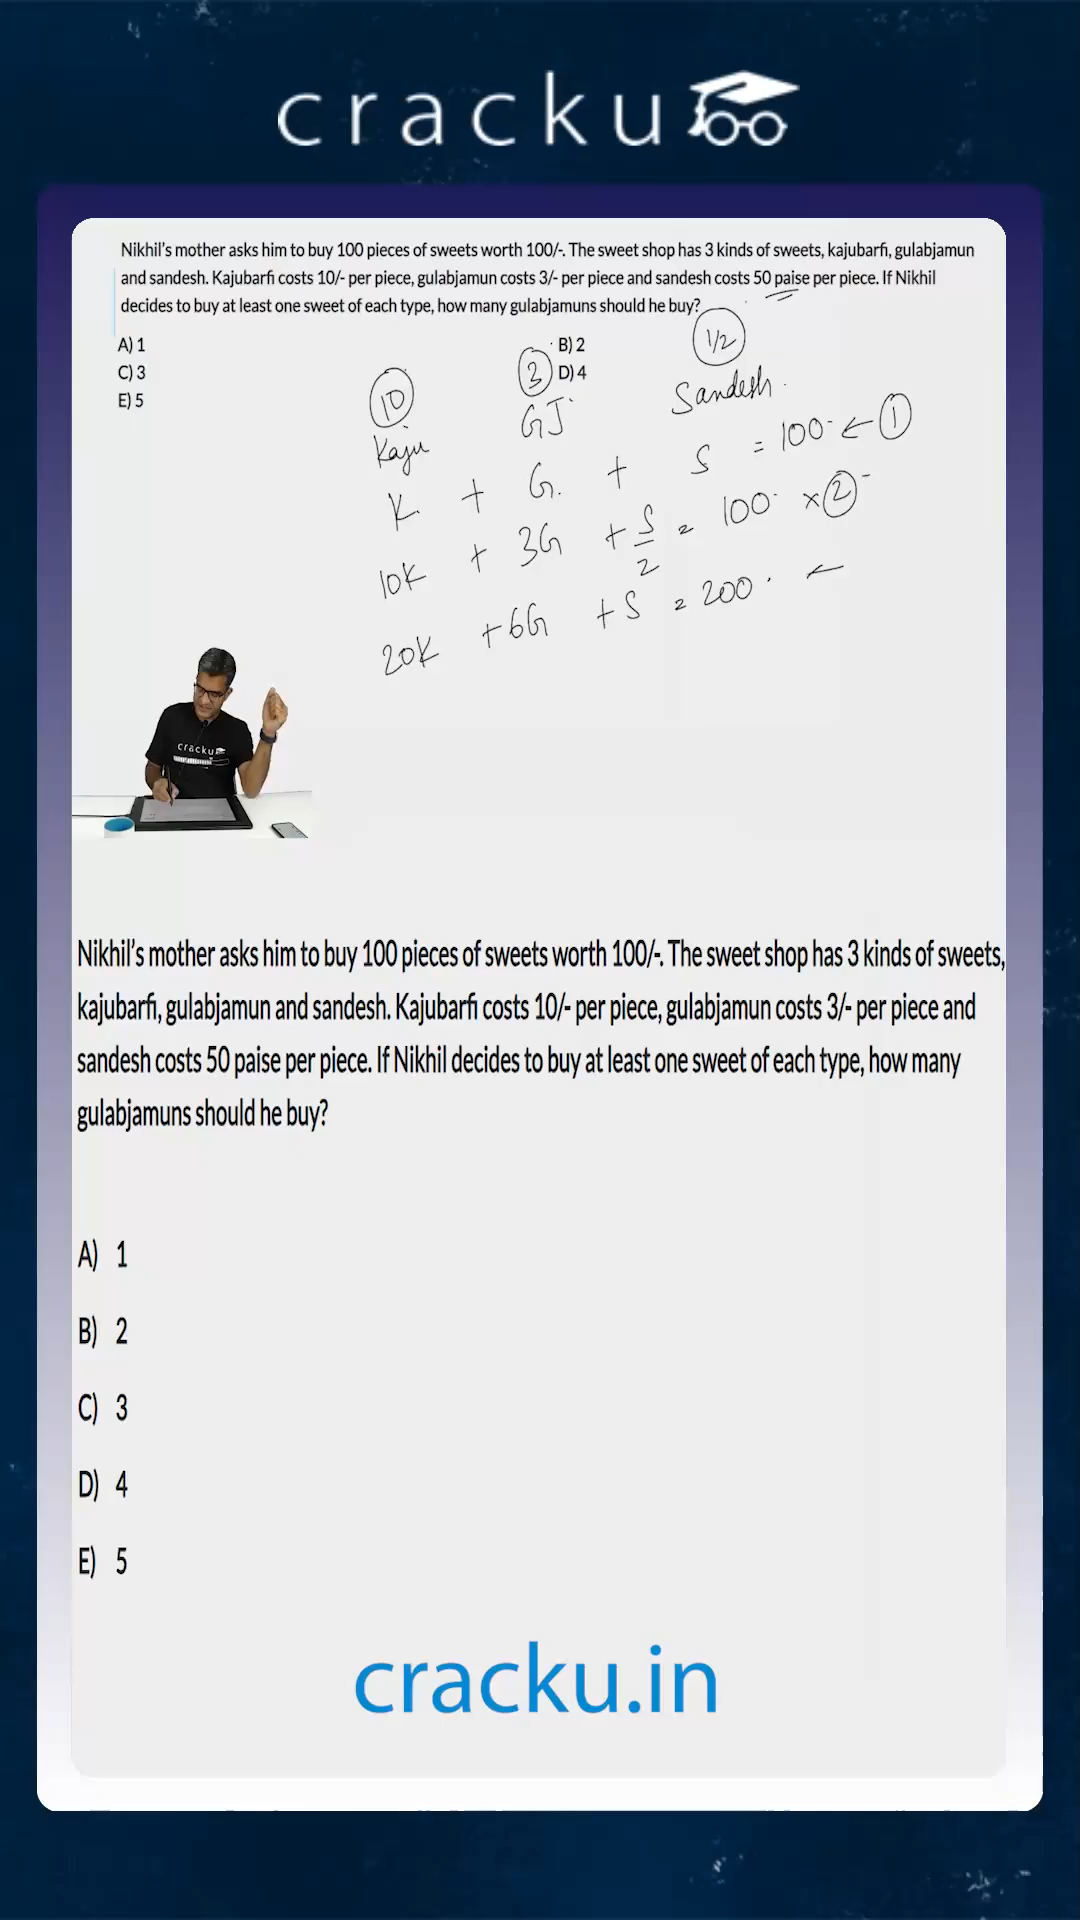 cracku
Nikhil's mother asks him to buy 100 pieces of sweets worth 100/-. The sweet shop has 3 kinds of sweets, kajubarfi, gulabjamun
and sandesh. Kajubarfi costs 10/- per piece, gulabjamun costs 3/- per piece and sandesh costs 50 paise per piece. If Nikhil
decides to buy at least one sweet of each type, how many gulabjamuns should he buy?
A) 1 B) 2
C) 3 D) 4
E) 5
10 3 1/2
Kaju GJ Sandesh
K + G + S = 100 ← 1
10K + 3G + S/2 = 100 × 2
20K + 6G + S = 200 ←
cracku
Nikhil's mother asks him to buy 100 pieces of sweets worth 100/-. The sweet shop has 3 kinds of sweets,
kajubarfi, gulabjamun and sandesh. Kajubarfi costs 10/- per piece, gulabjamun costs 3/- per piece and
sandesh costs 50 paise per piece. If Nikhil decides to buy at least one sweet of each type, how many
gulabjamuns should he buy?
A) 1
B) 2
C) 3
D) 4
E) 5
cracku.in